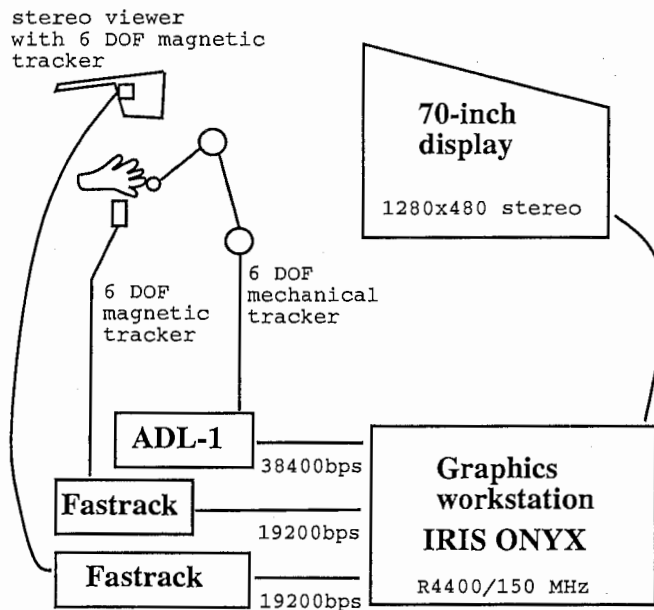 stereo viewer
with 6 DOF magnetic
tracker
70-inch
display
1280x480 stereo
6 DOF
magnetic
tracker
6 DOF
mechanical
tracker
ADL-1
38400bps
Fastrack
19200bps
Fastrack
19200bps
Graphics
workstation
IRIS ONYX
R4400/150 MHz